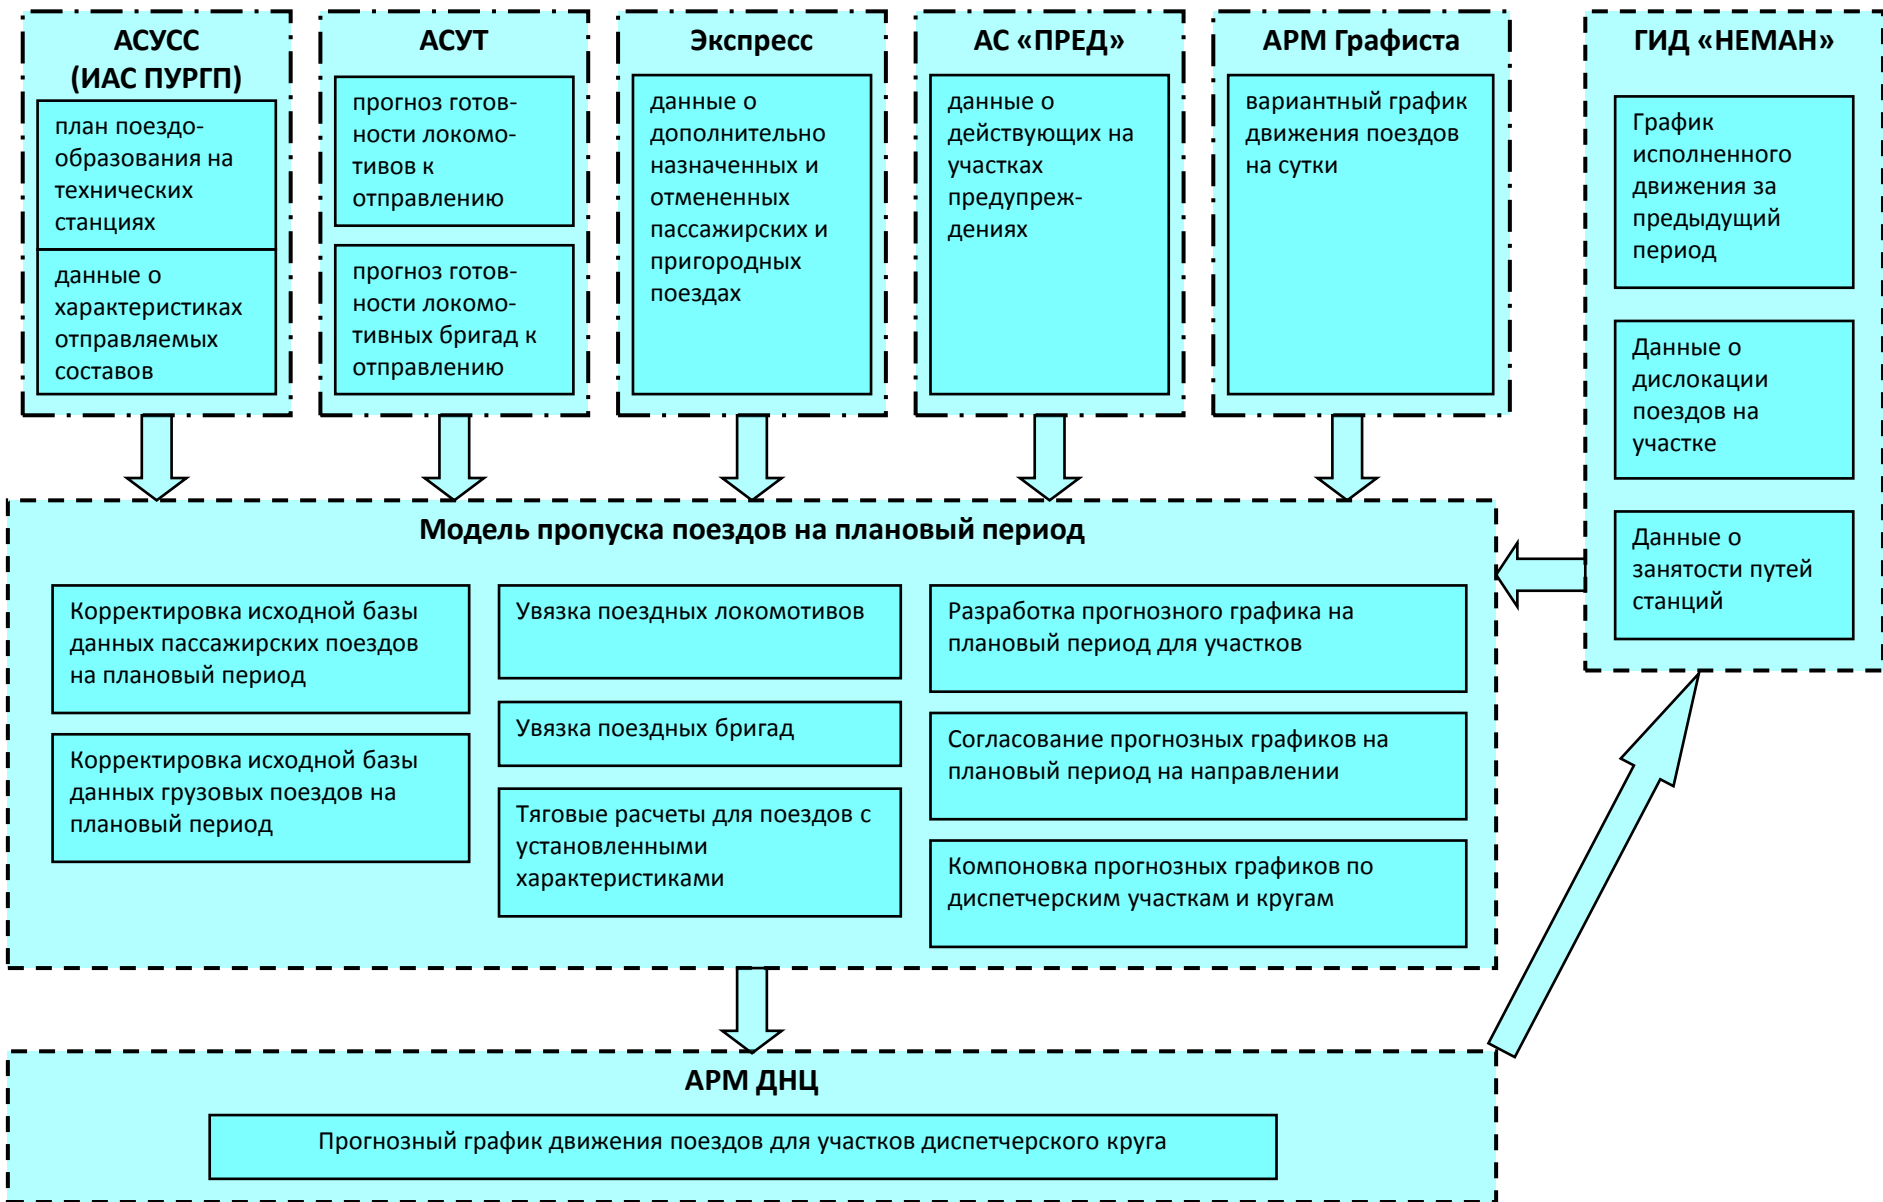 АСУСС
(ИАС ПУРГП)
план поездо-
образования на
технических
станциях
данные о
характеристиках
отправляемых
составов
АСУТ
прогноз готов-
ности локомо-
тивов к
отправлению
прогноз готов-
ности локомо-
тивных бригад к
отправлению
Экспресс
данные о
дополнительно
назначенных и
отмененных
пассажирских и
пригородных
поездах
АС «ПРЕД»
данные о
действующих на
участках
предупреж-
дениях
АРМ Графиста
вариантный график
движения поездов
на сутки
ГИД «НЕМАН»
График
исполненного
движения за
предыдущий
период
Данные о
дислокации
поездов на
участке
Данные о
занятости путей
станций
Модель пропуска поездов на плановый период
Корректировка исходной базы
данных пассажирских поездов
на плановый период
Корректировка исходной базы
данных грузовых поездов на
плановый период
Увязка поездных локомотивов
Увязка поездных бригад
Тяговые расчеты для поездов с
установленными
характеристиками
Разработка прогнозного графика на
плановый период для участков
Согласование прогнозных графиков на
плановый период на направлении
Компоновка прогнозных графиков по
диспетчерским участкам и кругам
АРМ ДНЦ
Прогнозный график движения поездов для участков диспетчерского круга